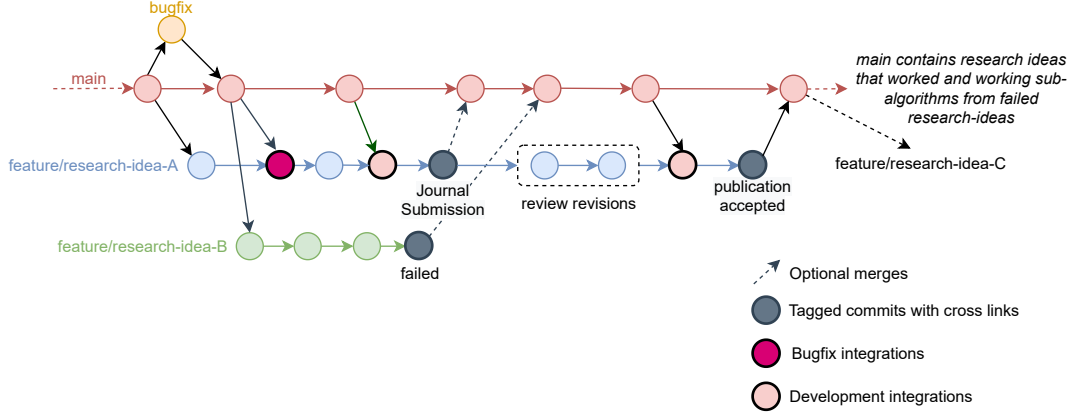 bugfix
main
main contains research ideas
that worked and working sub-
algorithms from failed
research-ideas
feature/research-idea-A
feature/research-idea-C
Journal
Submission
review revisions
publication
accepted
feature/research-idea-B
failed
Optional merges
Tagged commits with cross links
Bugfix integrations
Development integrations